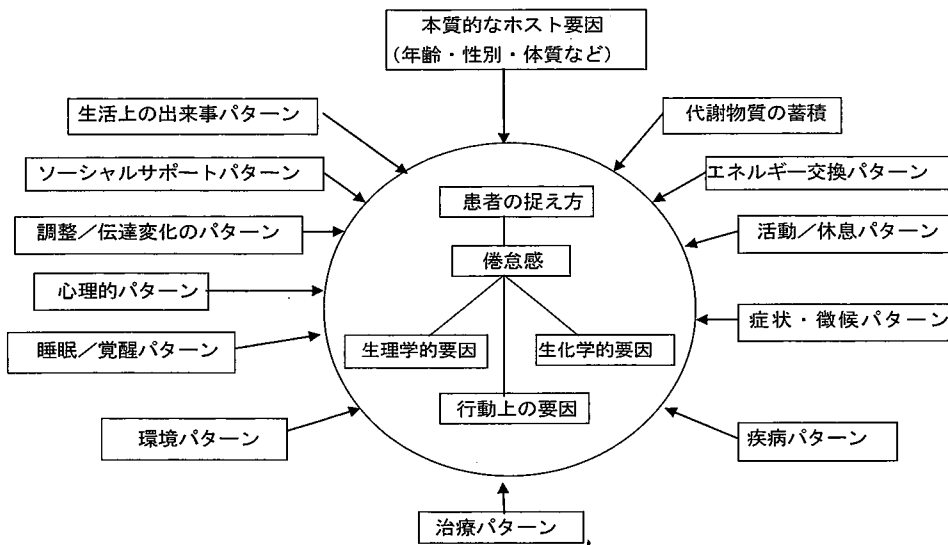 本質的なホスト要因
(年齢・性別・体質など)
生活上の出来事パターン
代謝物質の蓄積
ソーシャルサポートパターン
エネルギー交換パターン
患者の捉え方
調整／伝達変化のパターン
活動／休息パターン
倦怠感
心理的パターン
症状・徴候パターン
睡眠／覚醒パターン
生理学的要因
生化学的要因
行動上の要因
環境パターン
疾病パターン
治療パターン